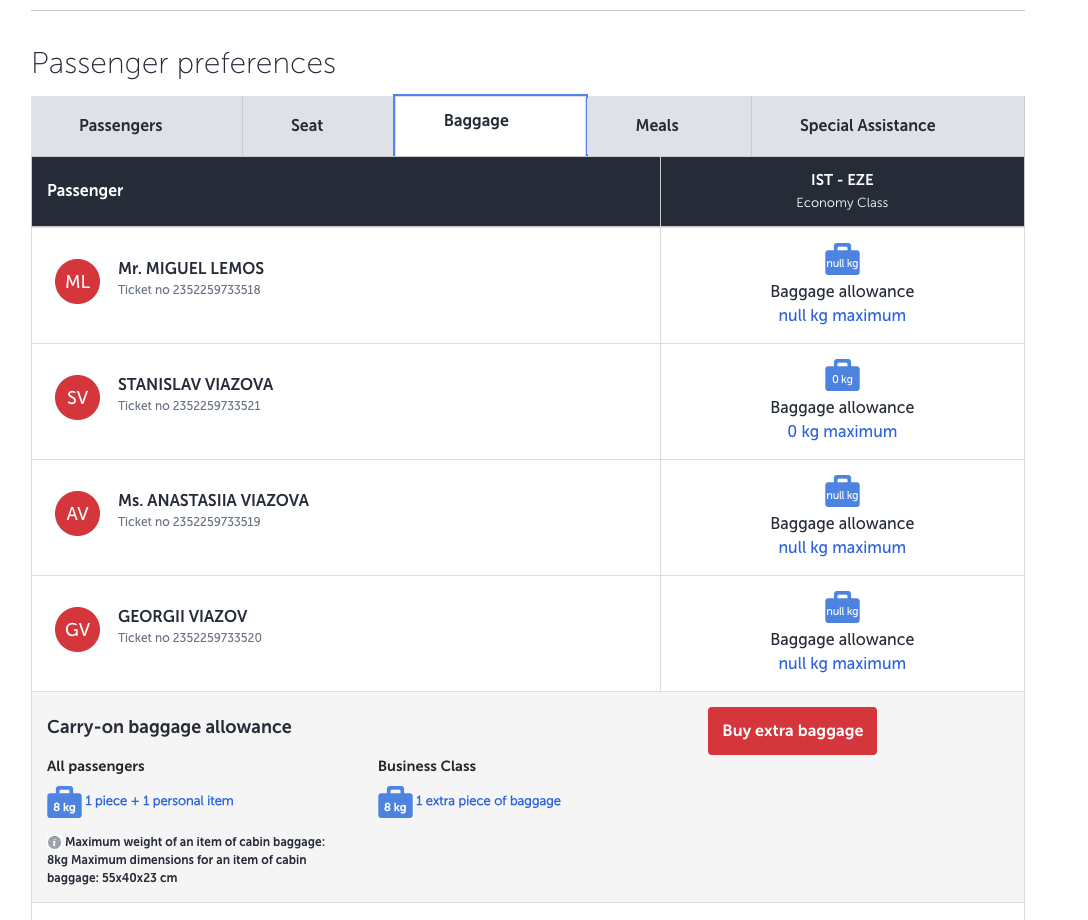 Passenger preferences
Passengers
Seat
Baggage
Meals
Special Assistance
Passenger
IST - EZE
Economy Class
ML
Mr. MIGUEL LEMOS
Ticket no 2352259733518
null kg
Baggage allowance
null kg maximum
SV
STANISLAV VIAZOVA
Ticket no 2352259733521
0 kg
Baggage allowance
0 kg maximum
AV
Ms. ANASTASIIA VIAZOVA
Ticket no 2352259733519
null kg
Baggage allowance
null kg maximum
GV
GEORGII VIAZOV
Ticket no 2352259733520
null kg
Baggage allowance
null kg maximum
Carry-on baggage allowance
Buy extra baggage
All passengers
8 kg
1 piece + 1 personal item
Business Class
8 kg
1 extra piece of baggage
i Maximum weight of an item of cabin baggage:
8kg Maximum dimensions for an item of cabin
baggage: 55x40x23 cm